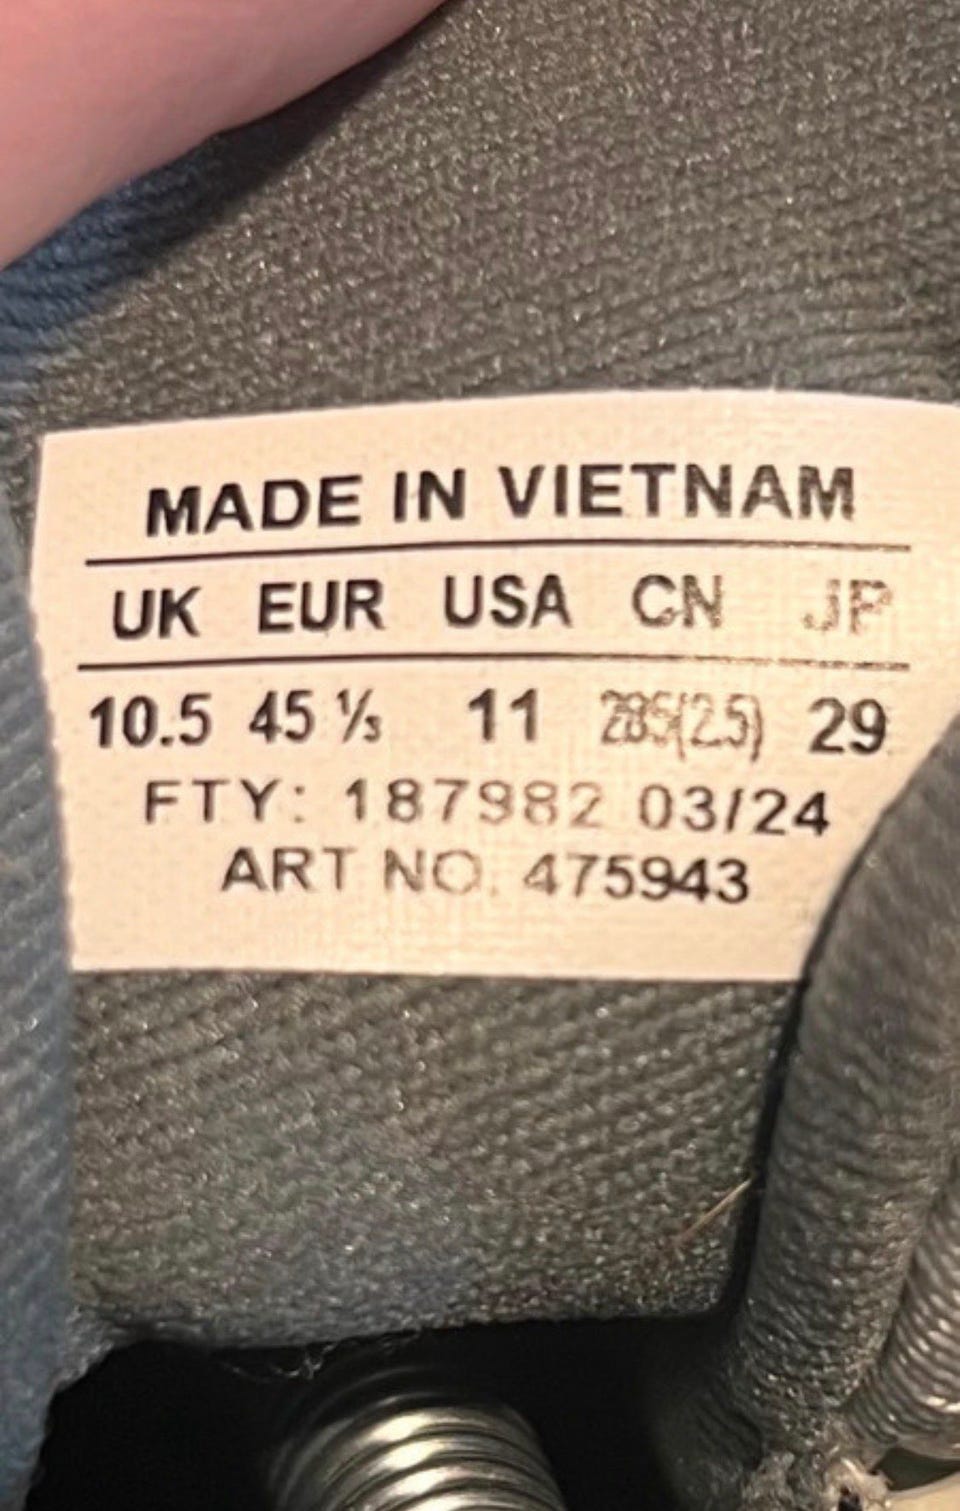 MADE IN VIETNAM
UK EUR USA CN JP
10.5 45 ⅓ 11 285(2.5) 29
FTY: 187982 03/24
ART NO. 475943